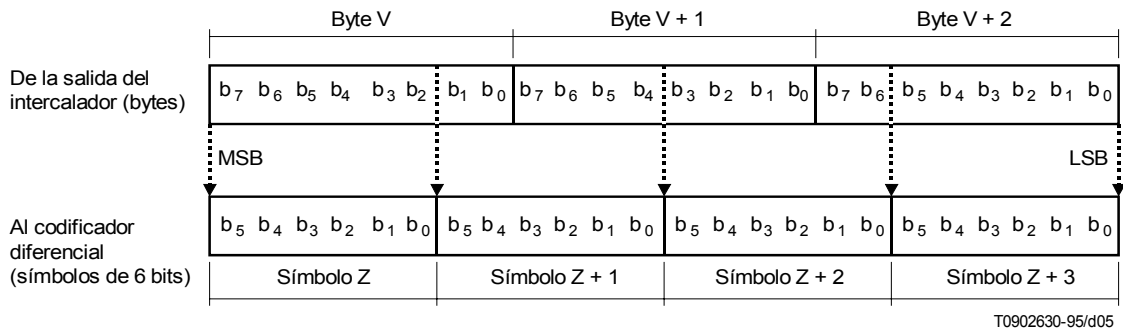 Byte V Byte V + 1 Byte V + 2
De la salida del
intercalador (bytes)
b7 b6 b5 b4 b3 b2 b1 b0 b7 b6 b5 b4 b3 b2 b1 b0 b7 b6 b5 b4 b3 b2 b1 b0
MSB LSB
Al codificador
diferencial
(símbolos de 6 bits)
b5 b4 b3 b2 b1 b0 b5 b4 b3 b2 b1 b0 b5 b4 b3 b2 b1 b0 b5 b4 b3 b2 b1 b0
Símbolo Z Símbolo Z + 1 Símbolo Z + 2 Símbolo Z + 3
T0902630-95/d05